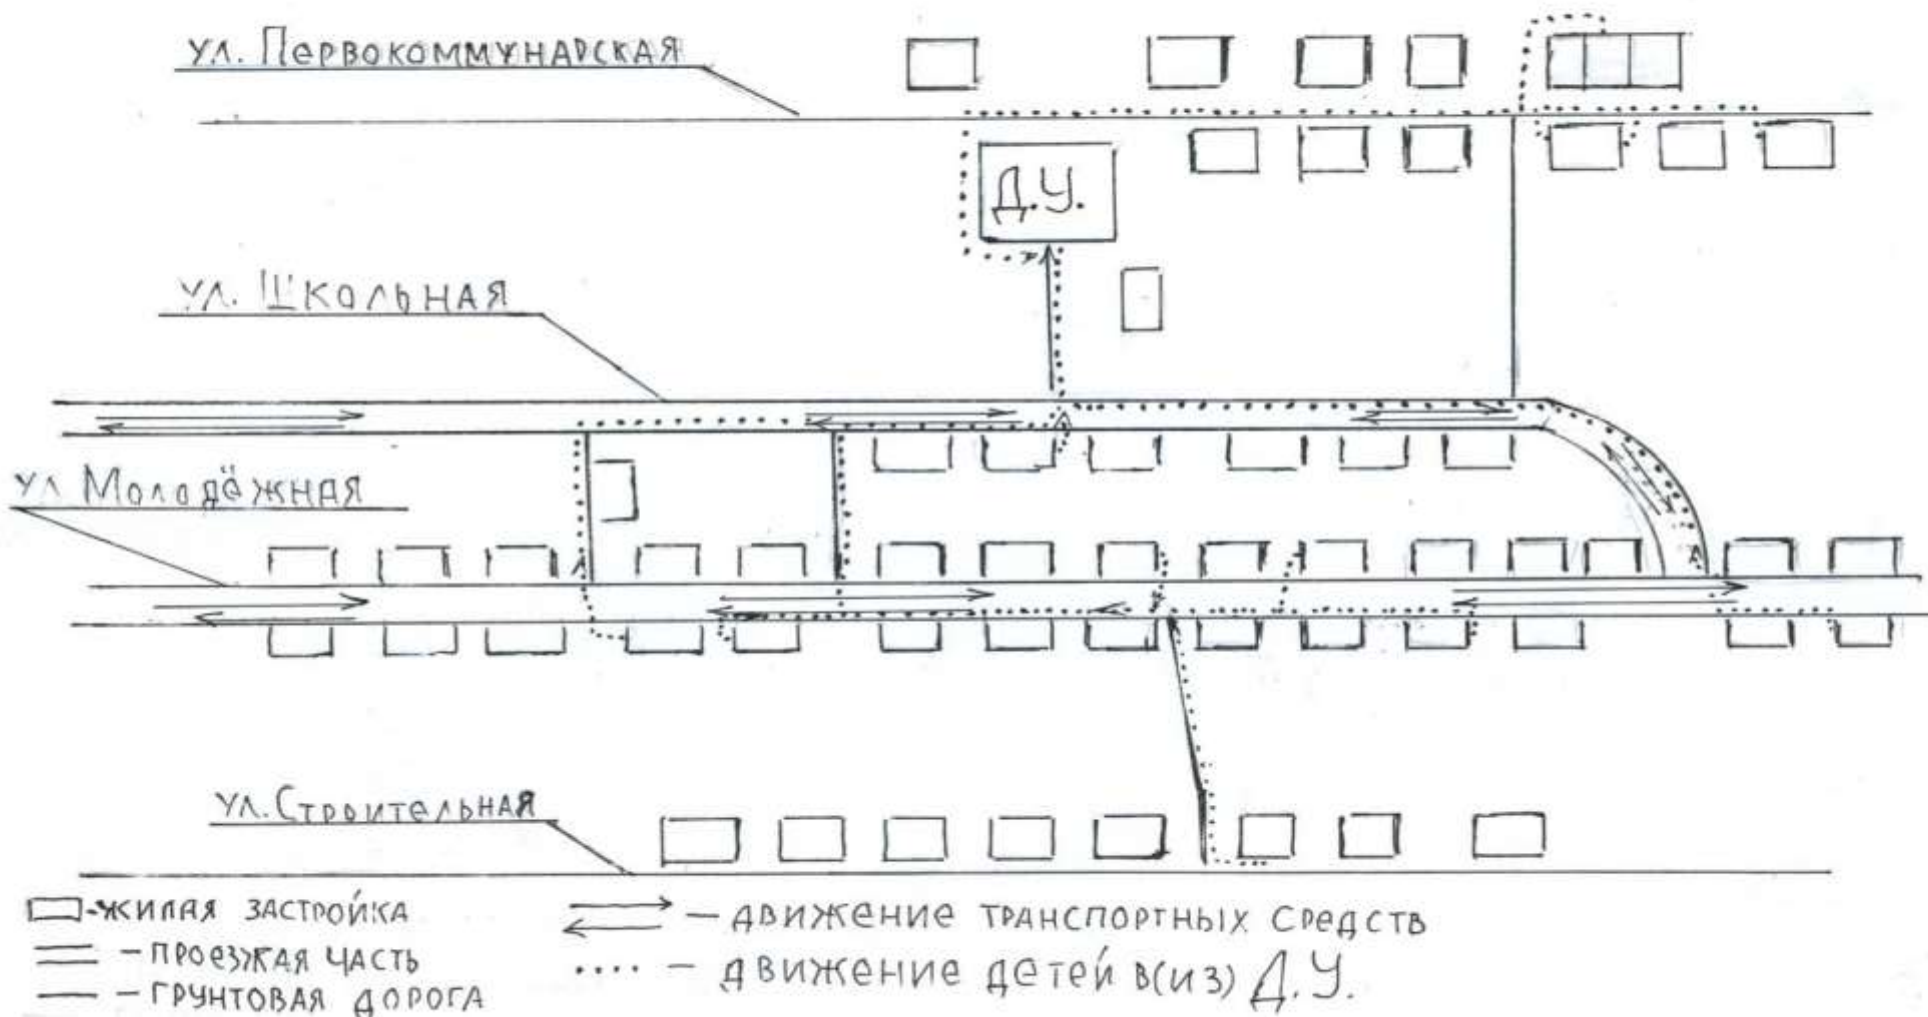 ул. Первокоммунарская
Д.У.
ул. Школьная
ул Молодёжная
ул. Строительная
-жилая застройка
- проезжая часть
- грунтовая дорога
- движение транспортных средств
- движение детей в(из) Д.У.